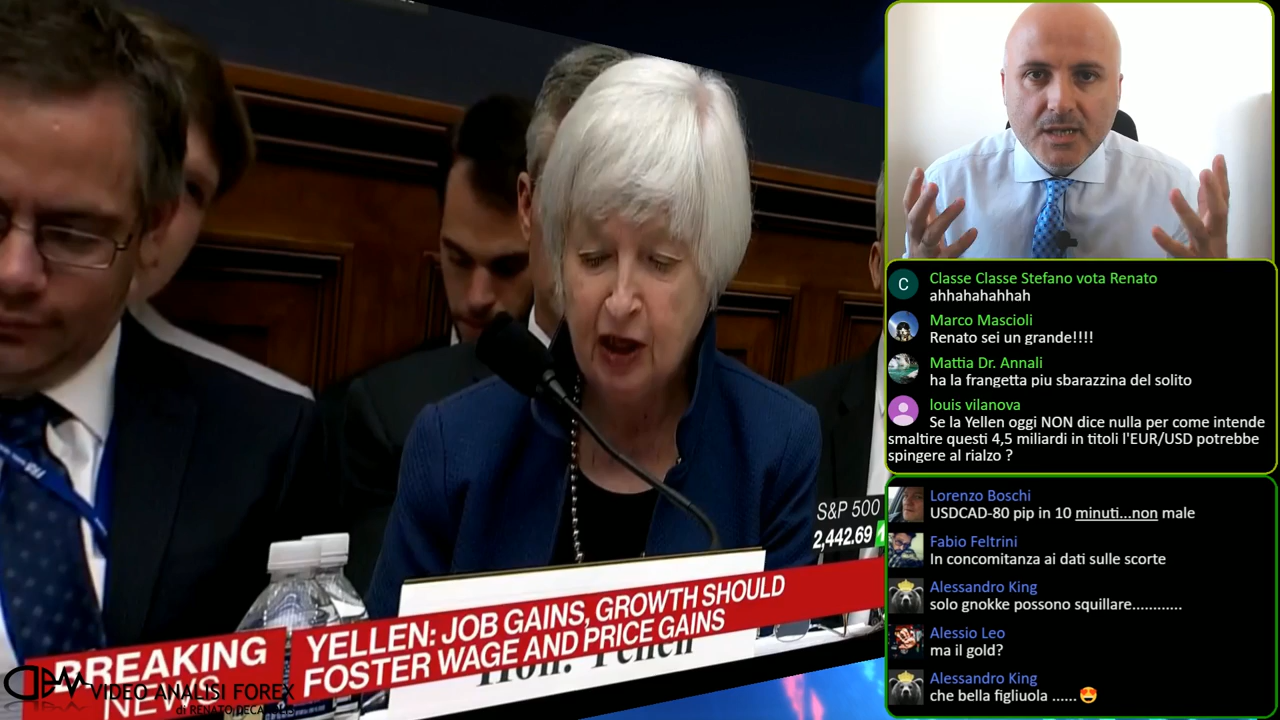 S&P 500
2,442.69
BREAKING
NEWS
YELLEN: JOB GAINS, GROWTH SHOULD
FOSTER WAGE AND PRICE GAINS
Hon. Yellen
VIDEO ANALISI FOREX
di RENATO DECAROLIS
C
Classe Classe Stefano vota Renato
ahhahahahhah
Marco Mascioli
Renato sei un grande!!!!
Mattia Dr. Annali
ha la frangetta piu sbarazzina del solito
louis vilanova
Se la Yellen oggi NON dice nulla per come intende
smaltire questi 4,5 miliardi in titoli l'EUR/USD potrebbe
spingere al rialzo ?
Lorenzo Boschi
USDCAD-80 pip in 10 minuti...non male
Fabio Feltrini
In concomitanza ai dati sulle scorte
Alessandro King
solo gnokke possono squillare............
Alessio Leo
ma il gold?
Alessandro King
che bella figliuola ...... 😍